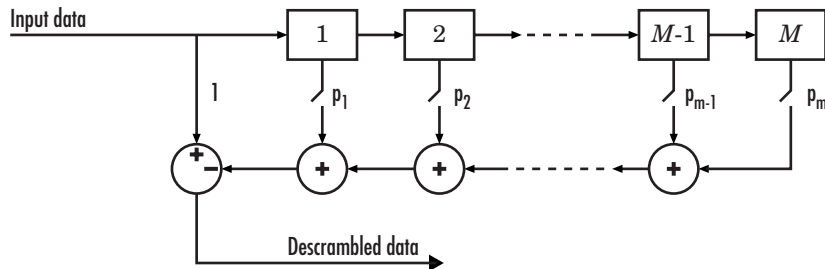 Input data
1
2
M-1
M
1
p1
p2
pm-1
pm
+
−
+
+
+
Descrambled data